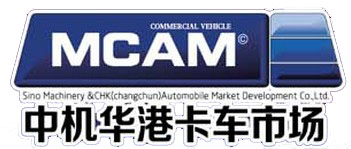 COMMERCIAL VEHICLE
MCAM©
Sino Machinery &CHK(changchun)Automobile Market Development Co.,Ltd.
中机华港卡车市场